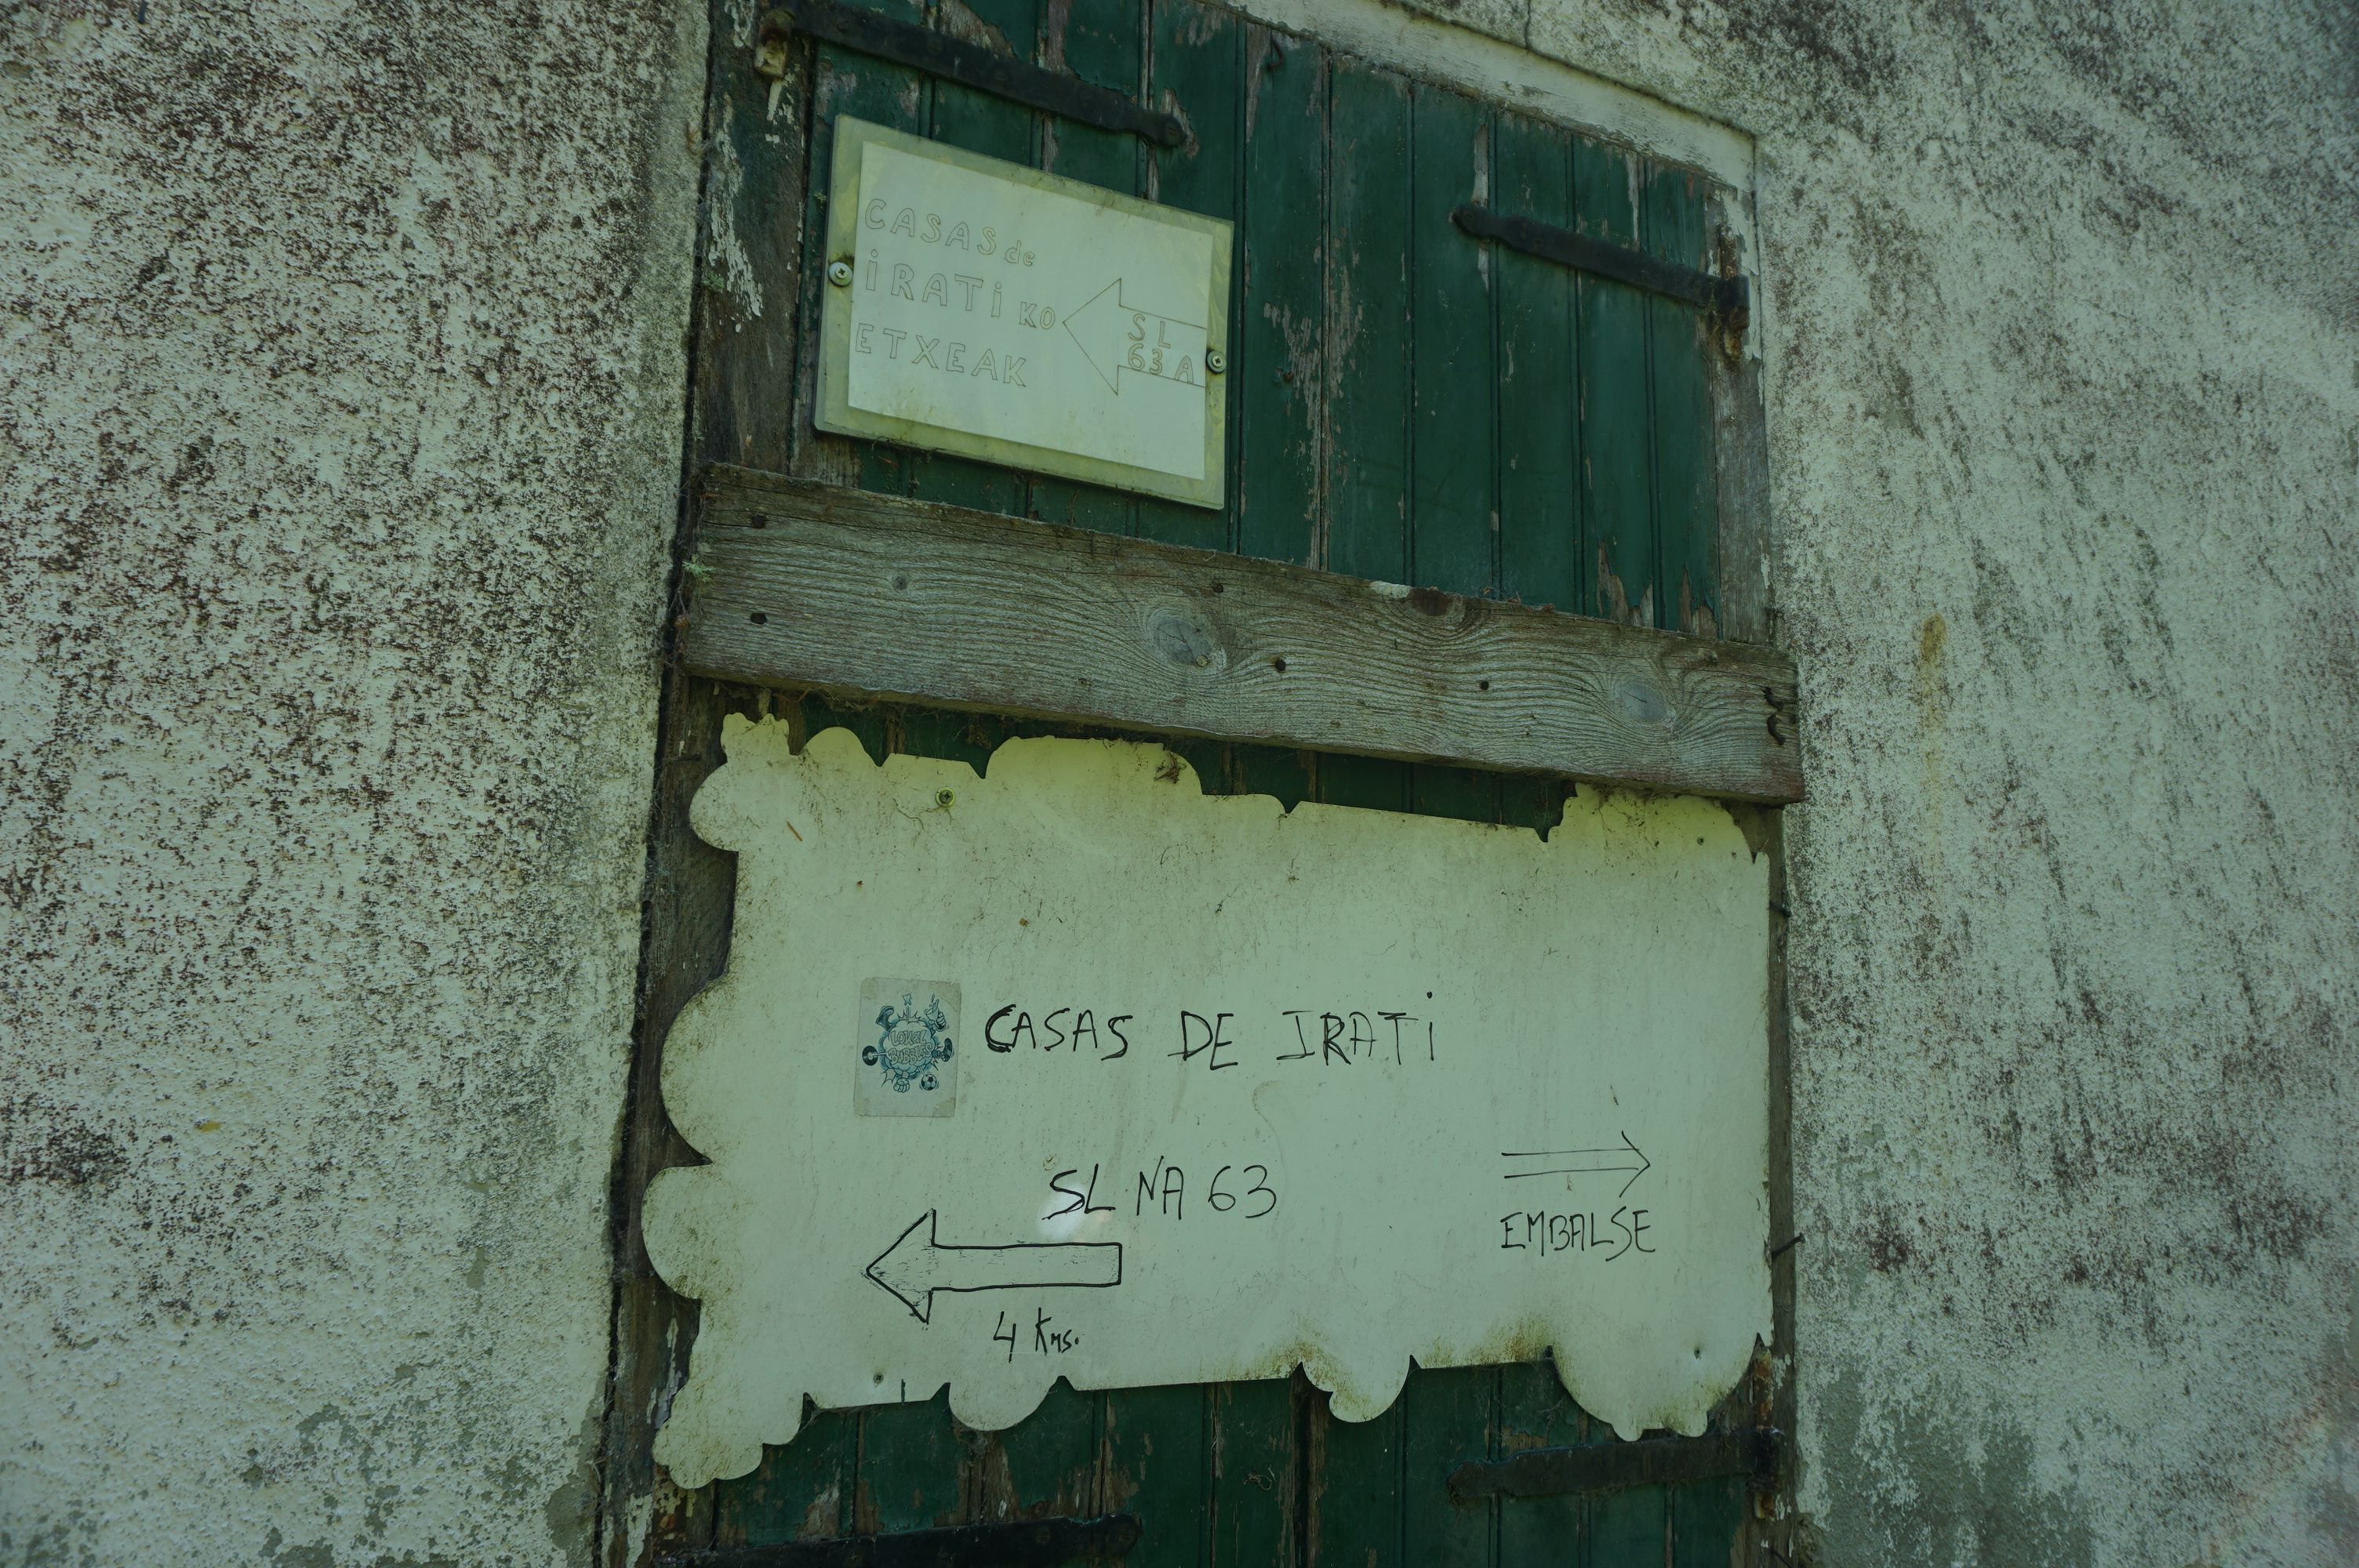 CASAS de
iRATi KO
ETXEAK
SL
63 A
CASAS DE IRATi
SL NA 63
EMBALSE
4 Kms.